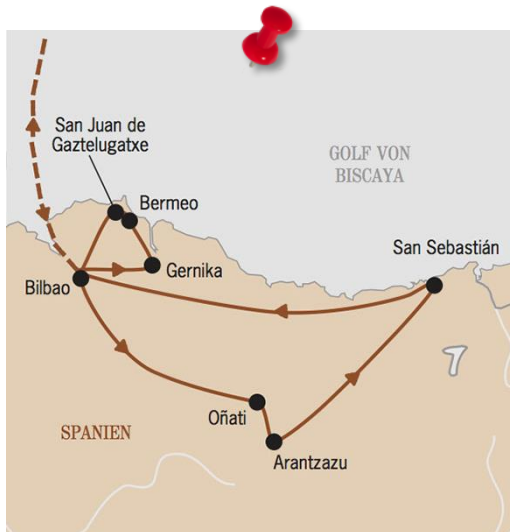 San Juan de
Gaztelugatxe
GOLF VON
BISCAYA
Bermeo
San Sebastián
Gernika
Bilbao
Oñati
SPANIEN
Arantzazu